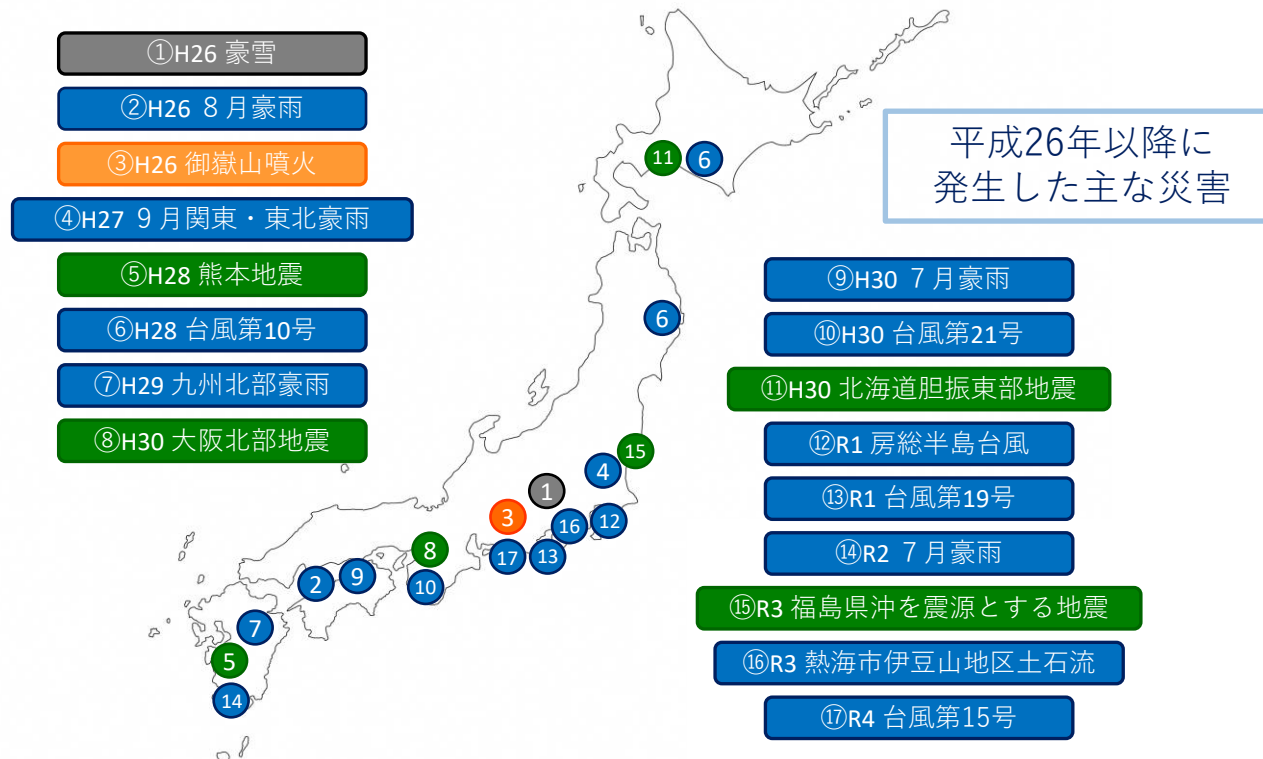 ①H26 豪雪
②H26 ８月豪雨
③H26 御嶽山噴火
④H27 ９月関東・東北豪雨
⑤H28 熊本地震
⑥H28 台風第10号
⑦H29 九州北部豪雨
⑧H30 大阪北部地震
平成26年以降に
発生した主な災害
⑨H30 ７月豪雨
⑩H30 台風第21号
⑪H30 北海道胆振東部地震
⑫R1 房総半島台風
⑬R1 台風第19号
⑭R2 ７月豪雨
⑮R3 福島県沖を震源とする地震
⑯R3 熱海市伊豆山地区土石流
⑰R4 台風第15号
11
6
6
15
4
1
3
16
12
8
17
13
2
9
10
7
5
14